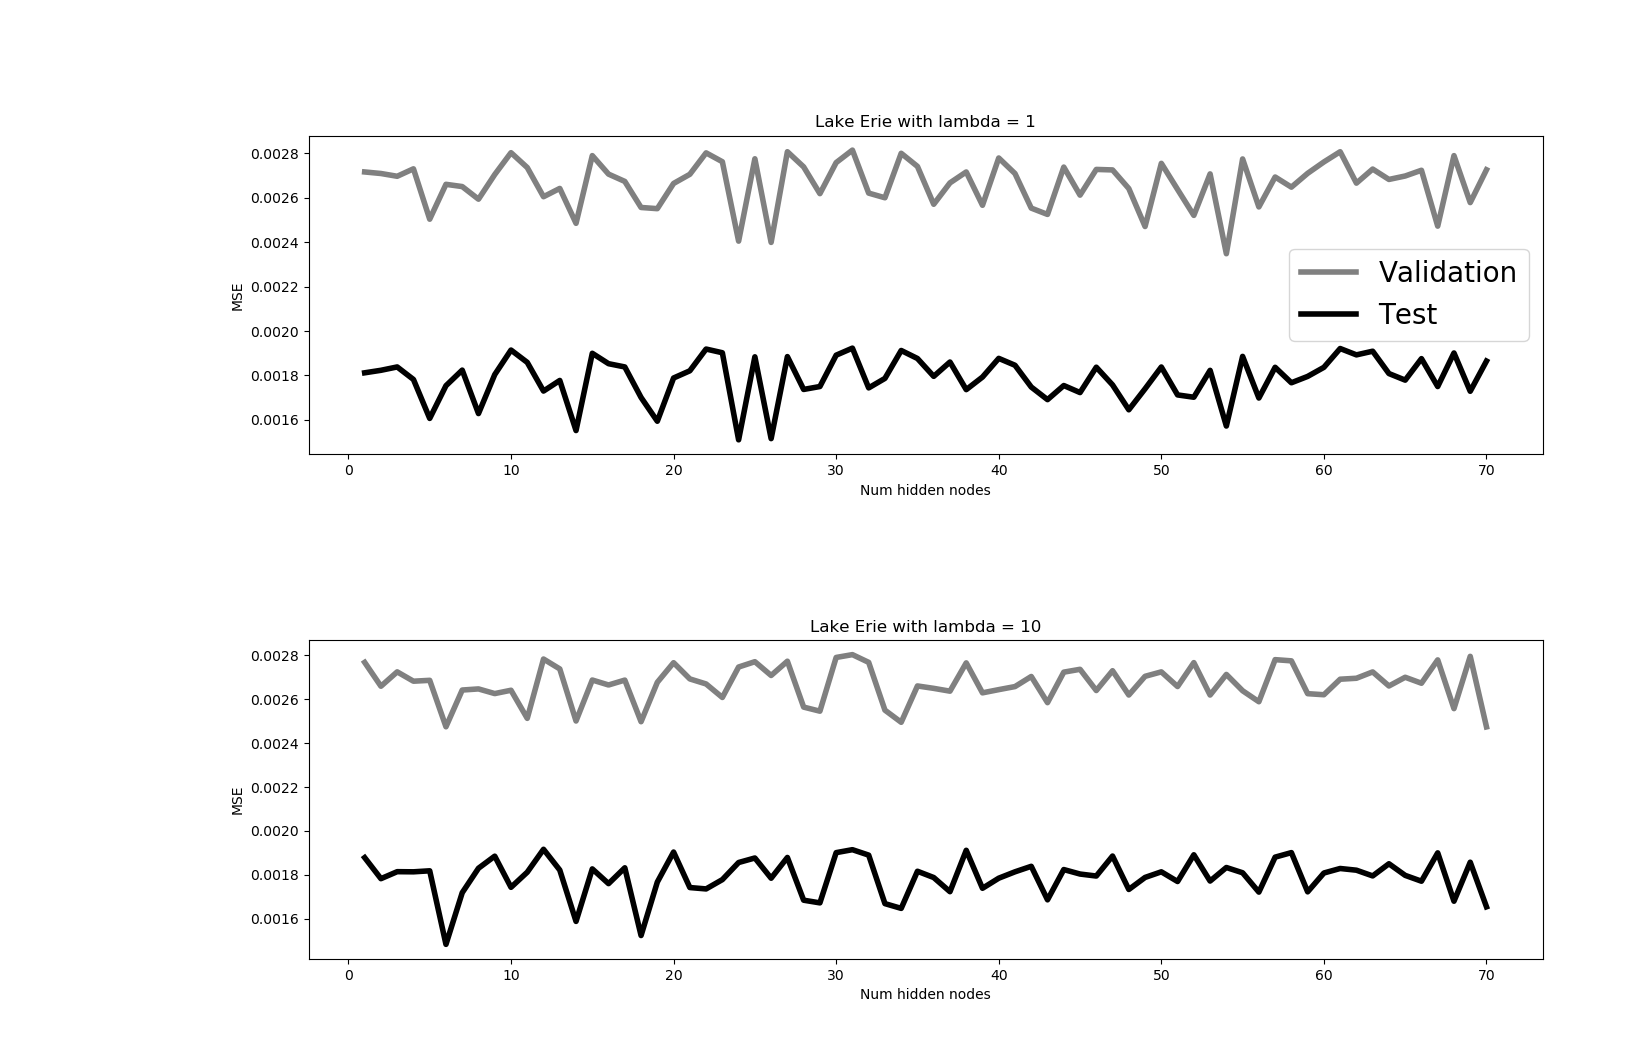 Lake Erie with lambda = 1
0.0028
0.0026
0.0024
0.0022
0.0020
0.0018
0.0016
MSE
Validation
Test
0 10 20 30 40 50 60 70
Num hidden nodes
Lake Erie with lambda = 10
0.0028
0.0026
0.0024
0.0022
0.0020
0.0018
0.0016
MSE
0 10 20 30 40 50 60 70
Num hidden nodes